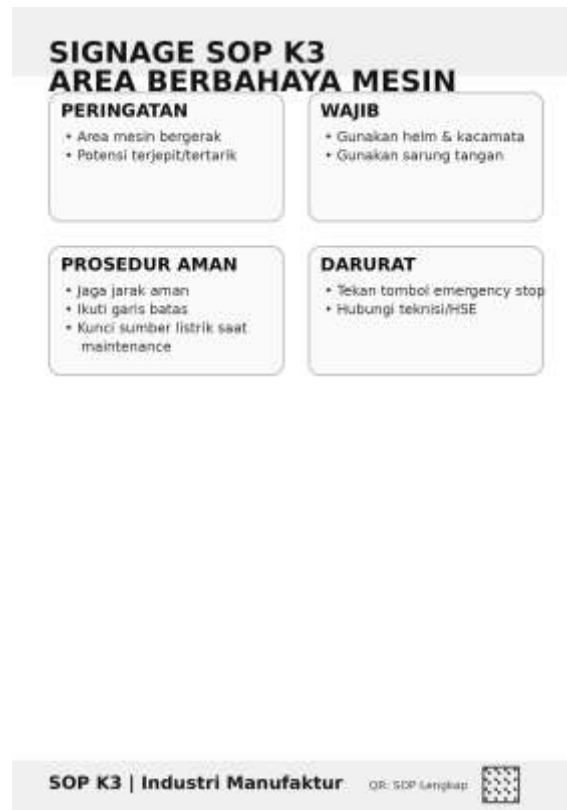 SIGNAGE SOP K3
AREA BERBAHAYA MESIN
PERINGATAN
• Area mesin bergerak
• Potensi terjepit/tertarik
WAJIB
• Gunakan helm & kacamata
• Gunakan sarung tangan
PROSEDUR AMAN
• Jaga jarak aman
• Ikuti garis batas
• Kunci sumber listrik saat
maintenance
DARURAT
• Tekan tombol emergency stop
• Hubungi teknisi/HSE
SOP K3 | Industri Manufaktur
QR: SOP Lengkap